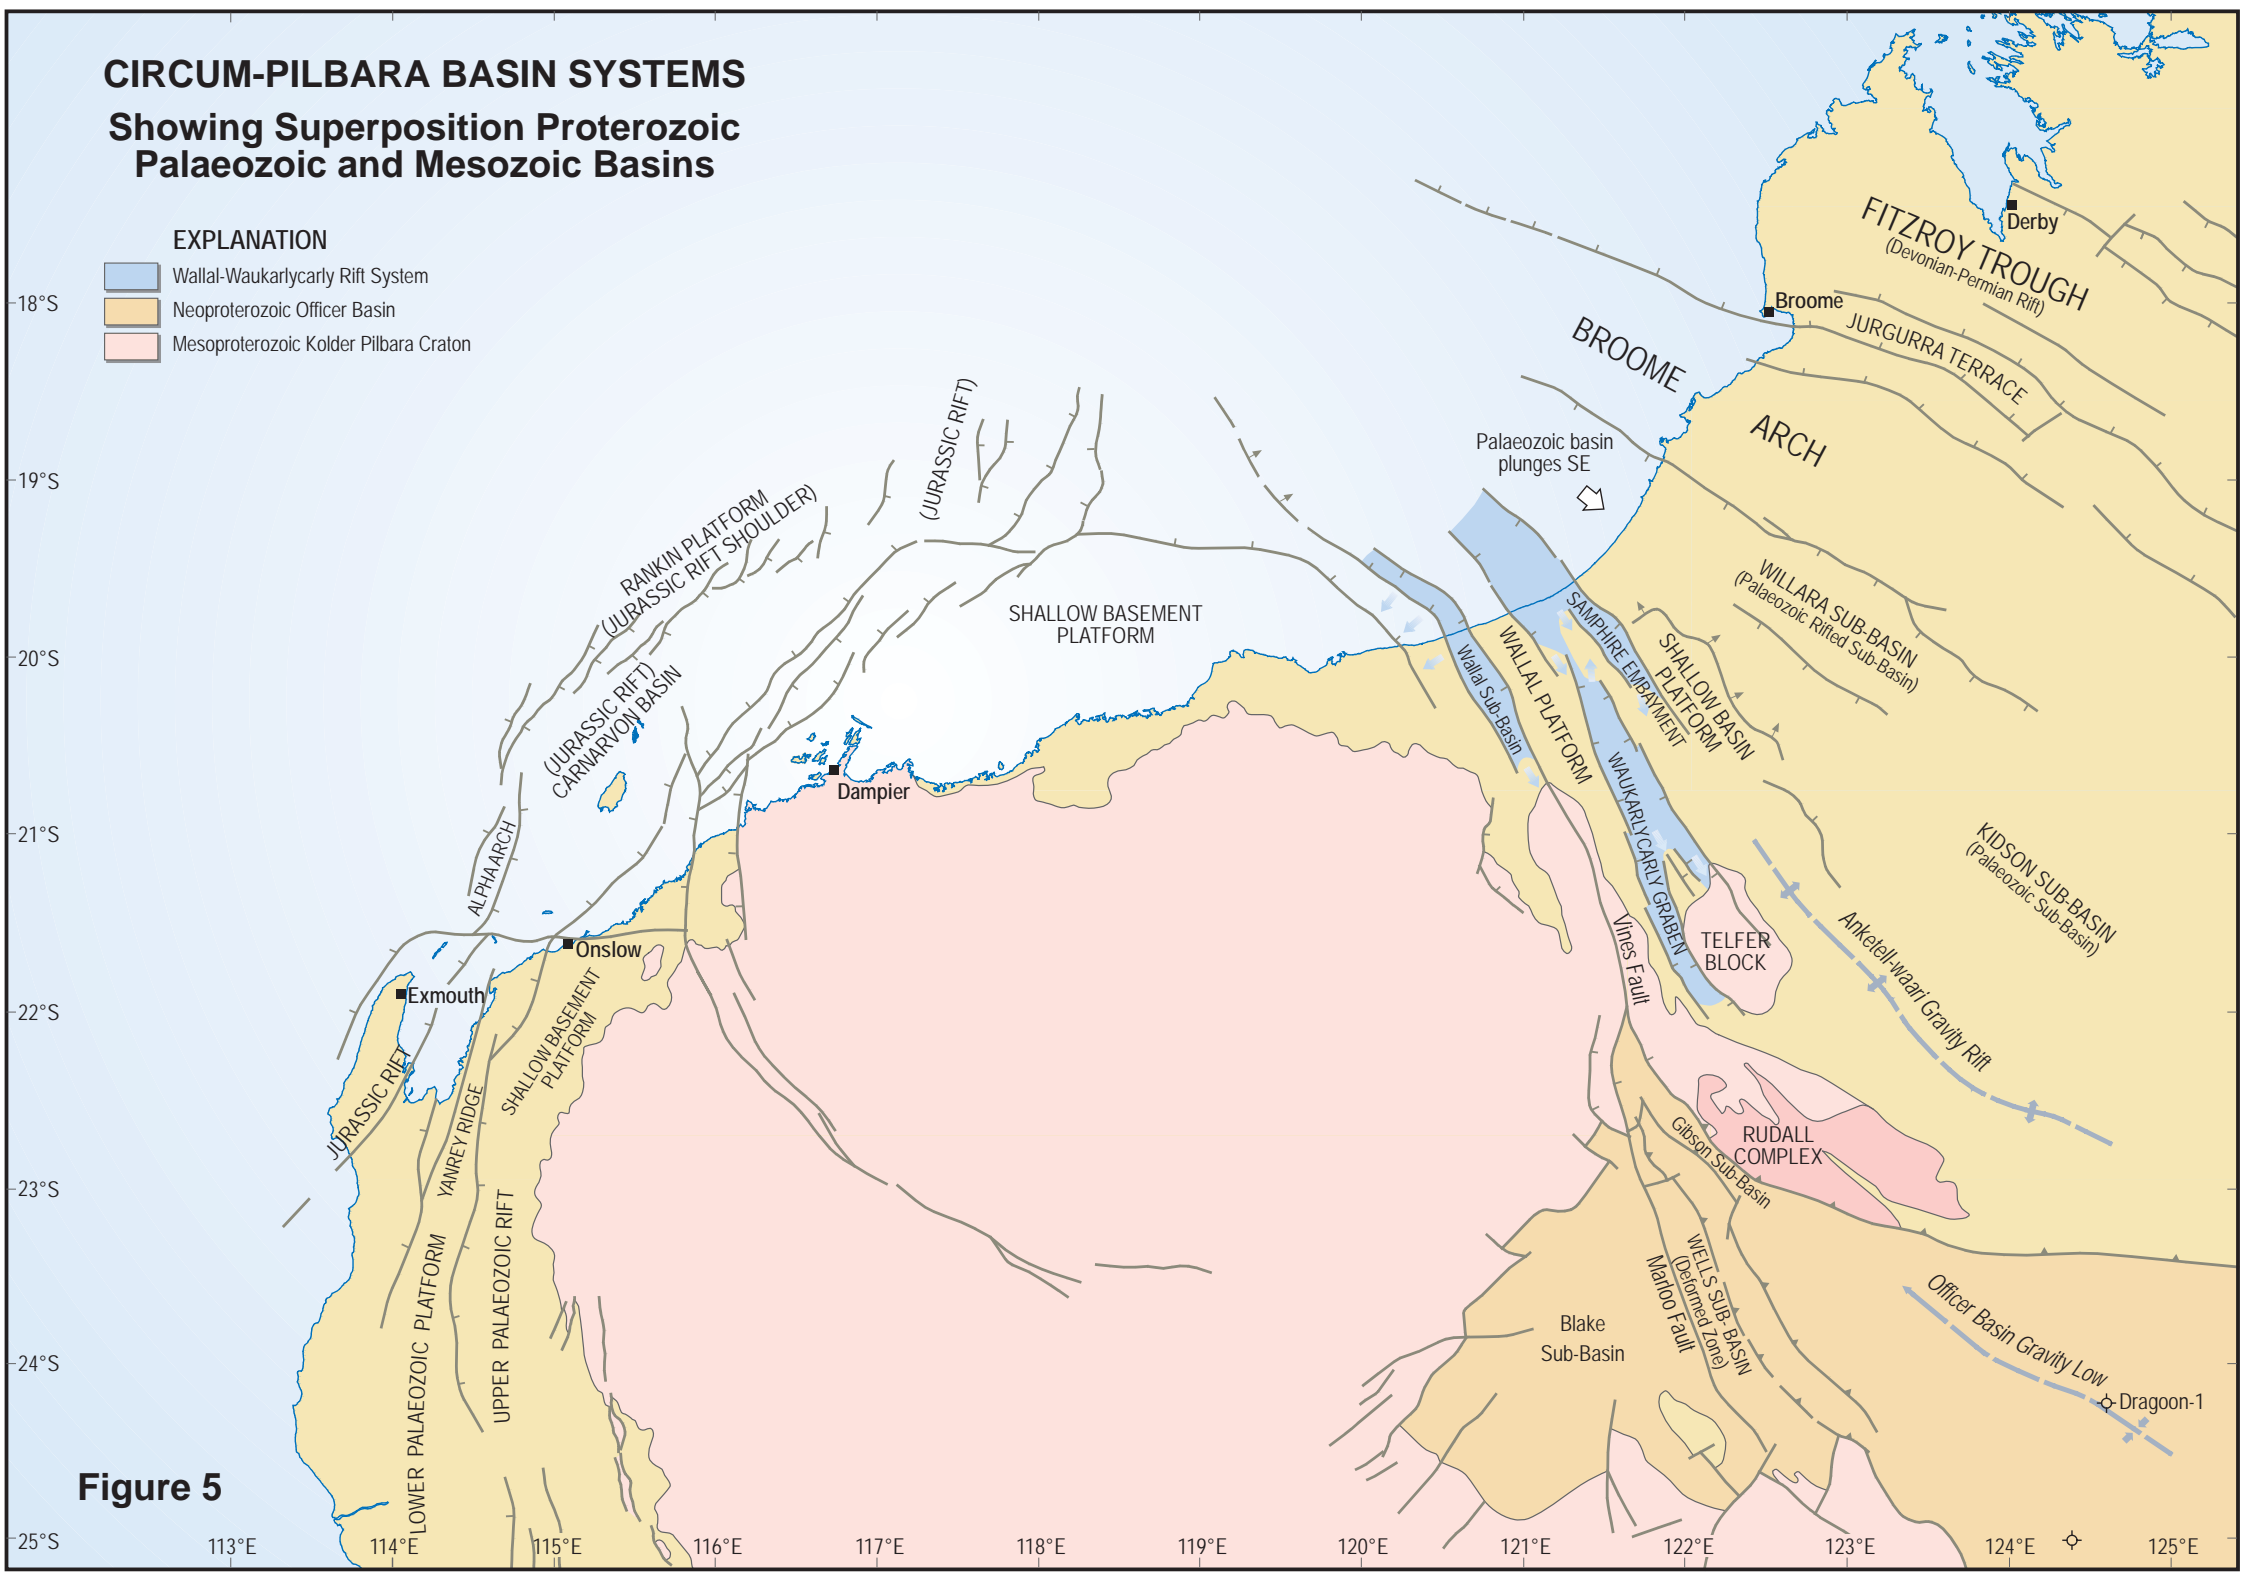 CIRCUM-PILBARA BASIN SYSTEMS
Showing Superposition Proterozoic
Palaeozoic and Mesozoic Basins
EXPLANATION
Wallal-Waukarlycarly Rift System
Neoproterozoic Officer Basin
Mesoproterozoic Kolder Pilbara Craton
18°S
19°S
20°S
21°S
22°S
23°S
24°S
25°S
Derby
FITZROY TROUGH
(Devonian-Permian Rift)
Broome
JURGURRA TERRACE
BROOME
ARCH
Palaeozoic basin
plunges SE
(JURASSIC RIFT)
RANKIN PLATFORM
(JURASSIC RIFT SHOULDER)
SHALLOW BASEMENT
PLATFORM
WILLARA SUB-BASIN
(Palaeozoic Rifted Sub-Basin)
SAMPHIRE EMBAYMENT
SHALLOW BASIN
PLATFORM
WALLAL PLATFORM
Wallal Sub-Basin
(JURASSIC RIFT)
CARNARVON BASIN
Dampier
WAUKARLYCARLY GRABEN
ALPHA ARCH
KIDSON SUB-BASIN
(Palaeozoic Sub-Basin)
Anketell-waari Gravity Rift
TELFER
BLOCK
Vines Fault
Onslow
Exmouth
SHALLOW BASEMENT
PLATFORM
JURASSIC RIFT
YANREY RIDGE
RUDALL
COMPLEX
Gibson Sub-Basin
LOWER PALAEOZOIC PLATFORM
UPPER PALAEOZOIC RIFT
WELLS SUB- BASIN
(Deformed Zone)
Marloo Fault
Blake
Sub-Basin
Officer Basin Gravity Low
Dragoon-1
Figure 5
113°E
114°E
115°E
116°E
117°E
118°E
119°E
120°E
121°E
122°E
123°E
124°E
125°E